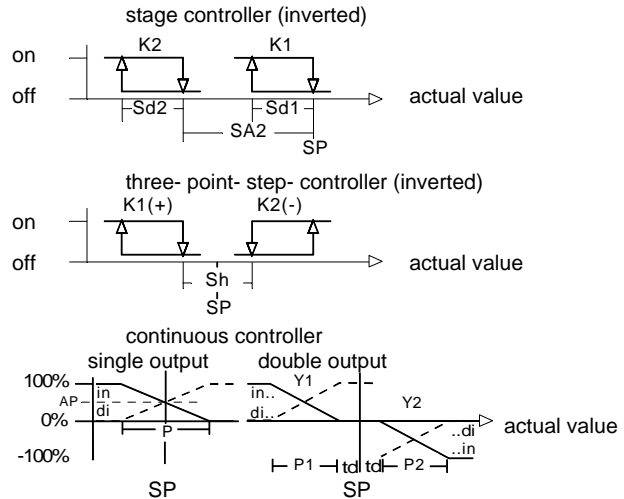 stage controller (inverted)
K2 K1
on
off actual value
Sd2 Sd1
SA2
SP
three- point- step- controller (inverted)
K1(+) K2(-)
on
off actual value
Sh
SP
continuous controller
single output double output
100% in in.. Y1
AP
di di.. Y2
0% actual value
P ..di
-100% P1 td td P2 ..in
SP SP